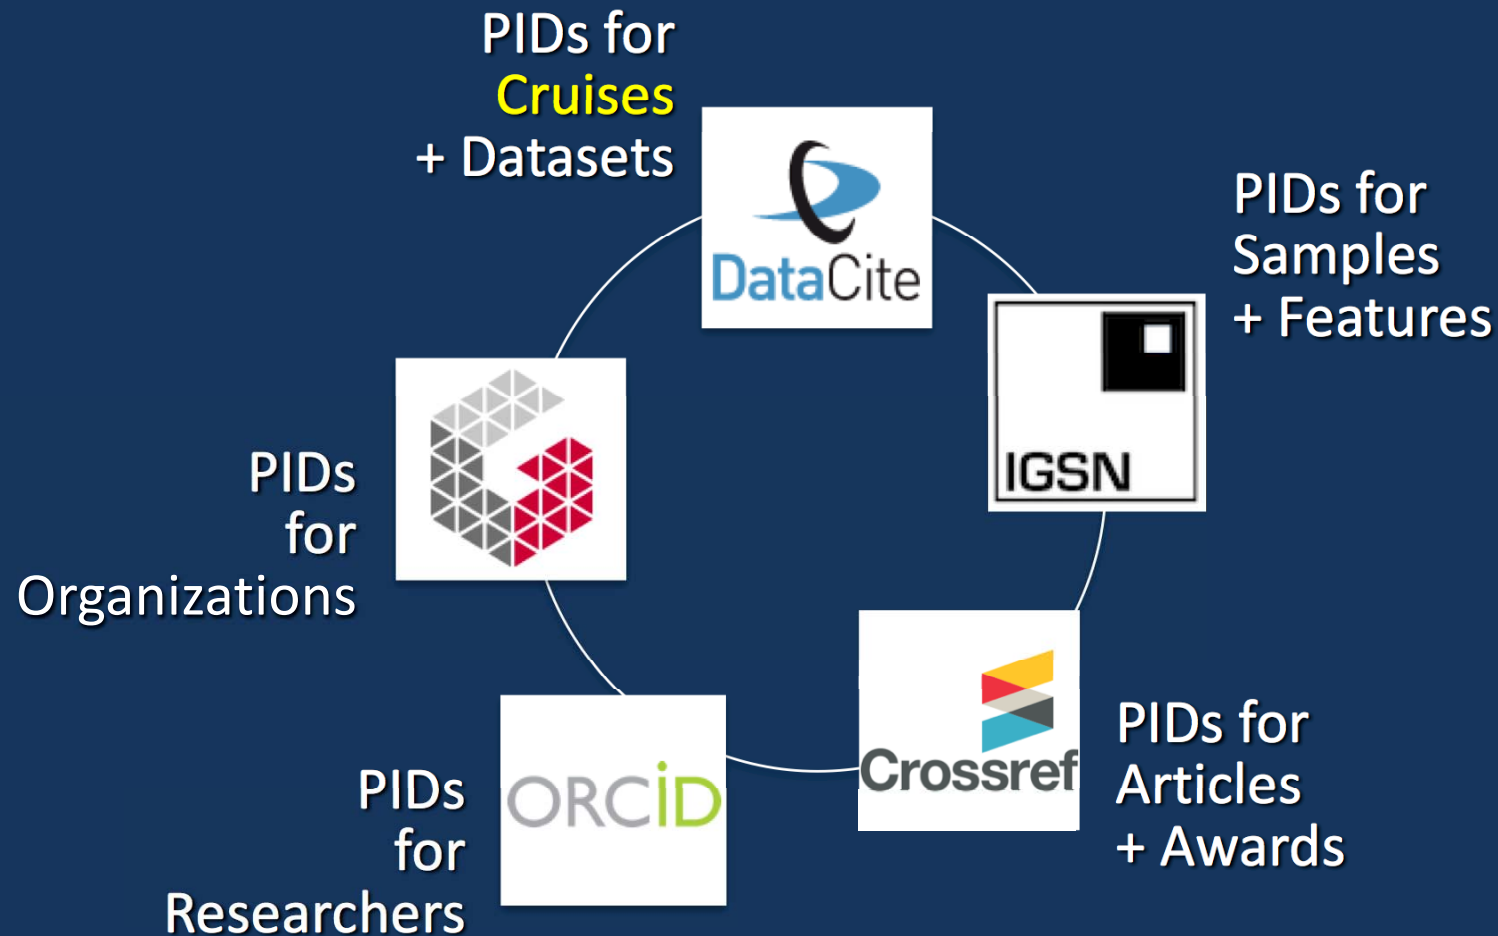 PIDs for
Cruises
+ Datasets
DataCite
PIDs for
Samples
+ Features
IGSN
PIDs
for
Organizations
Crossref
PIDs for
Articles
+ Awards
ORCiD
PIDs
for
Researchers